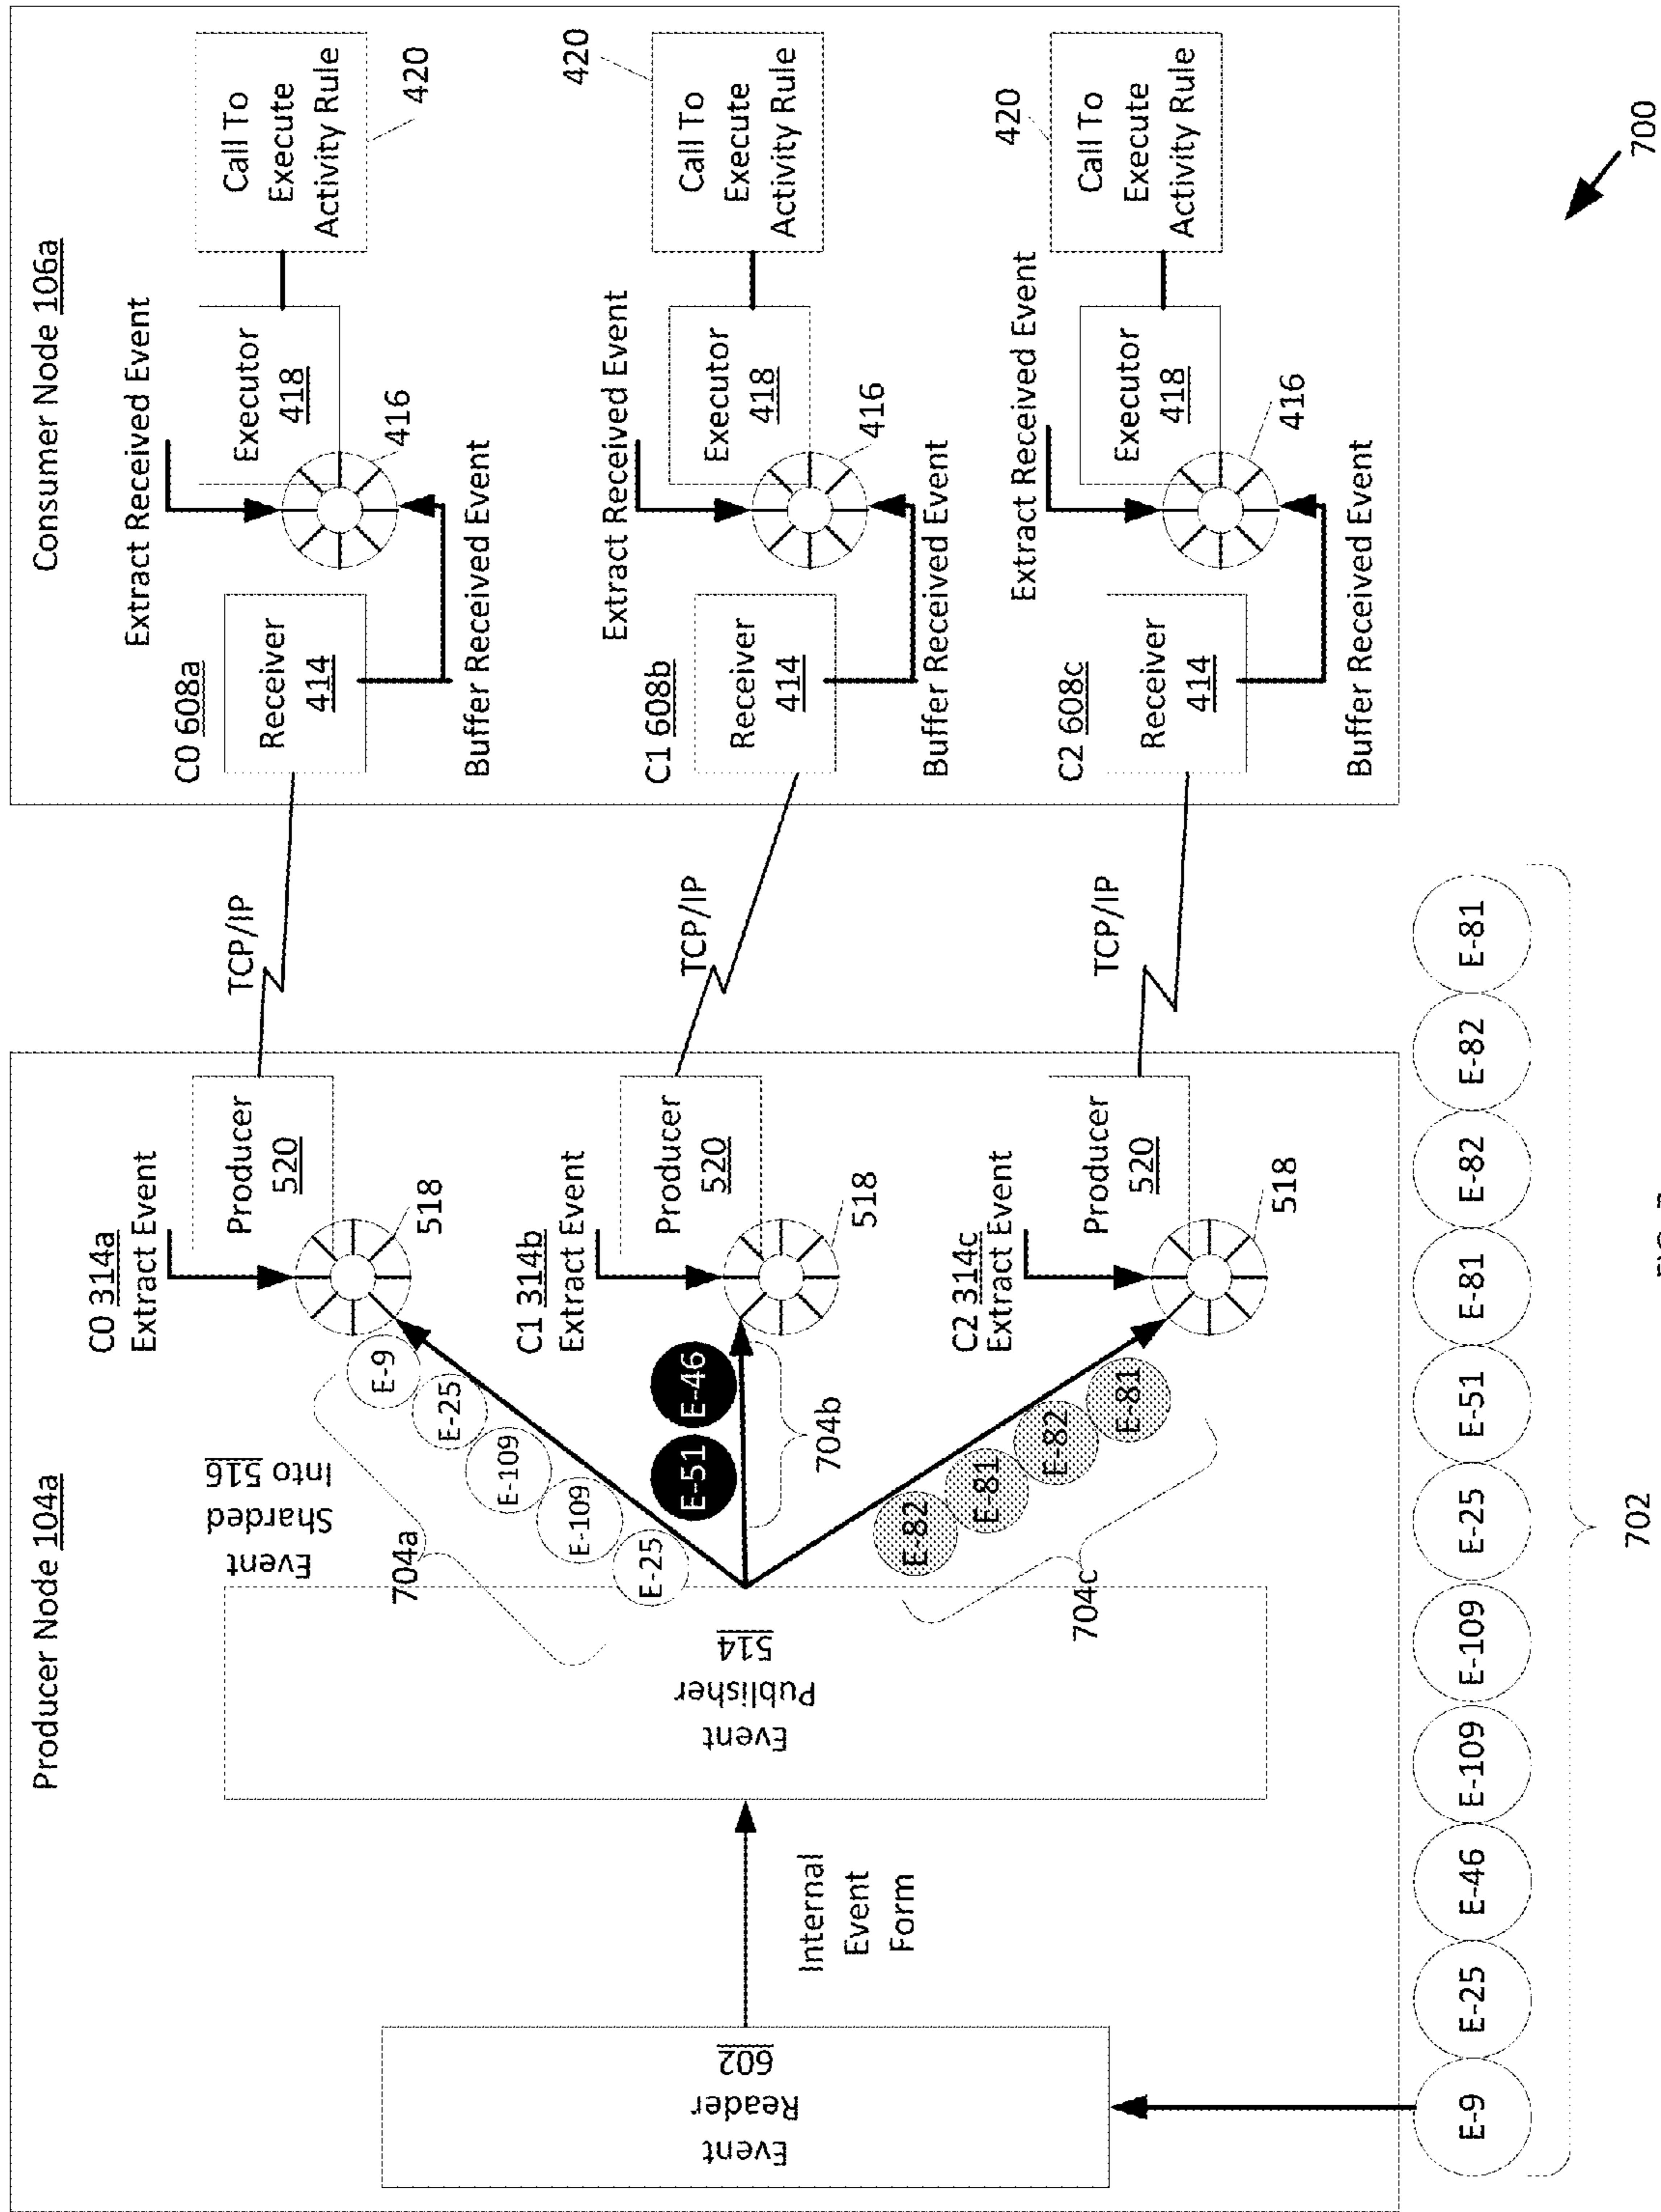 Producer Node 104a
Event
Reader
602
Internal
Event
Form
Event
Publisher
514
Event
Sharded
Into 516
704a
E-25
E-109
E-109
E-25
E-9
E-51
E-46
704b
E-82
E-81
E-82
E-81
704c
C0 314a
Extract Event
Producer
520
518
C1 314b
Extract Event
Producer
520
518
C2 314c
Extract Event
Producer
520
518
TCP/IP
TCP/IP
TCP/IP
Consumer Node 106a
C0 608a
Receiver
414
Buffer Received Event
Extract Received Event
416
Executor
418
Call To
Execute
Activity Rule
420
C1 608b
Receiver
414
Buffer Received Event
Extract Received Event
416
Executor
418
Call To
Execute
Activity Rule
420
C2 608c
Receiver
414
Buffer Received Event
Extract Received Event
416
Executor
418
Call To
Execute
Activity Rule
420
E-9
E-25
E-46
E-109
E-109
E-25
E-51
E-81
E-82
E-82
E-81
702
700